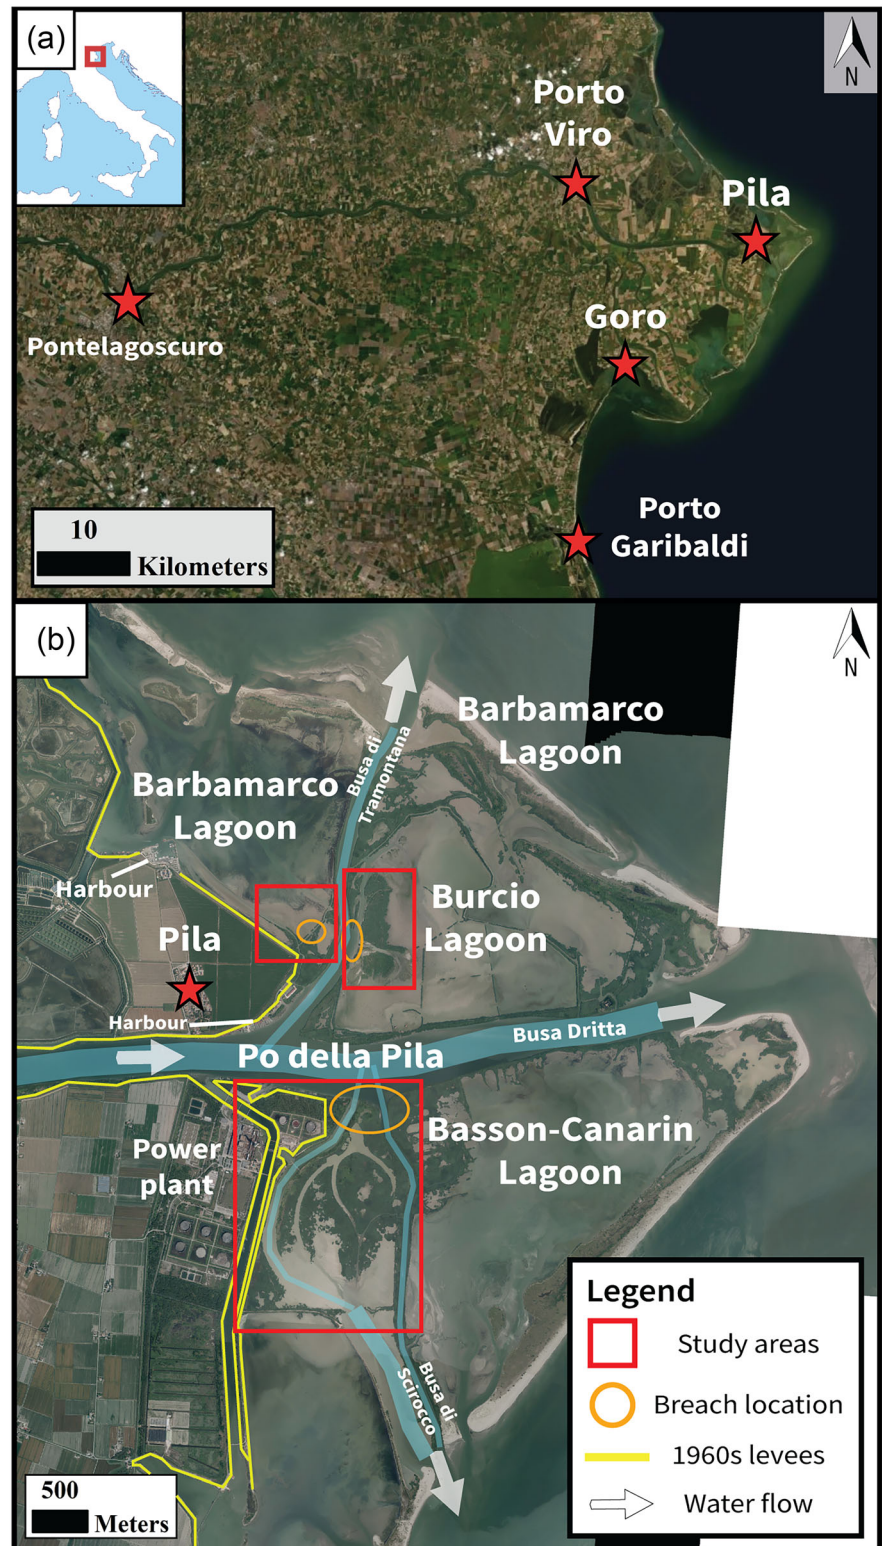 (a)
N
Porto
Viro
Pila
Goro
Pontelagoscuro
Porto
Garibaldi
10
Kilometers
(b)
N
Barbamarco
Lagoon
Busa di
Tramontana
Barbamarco
Lagoon
Harbour
Burcio
Lagoon
Pila
Harbour
Busa Dritta
Po della Pila
Basson-Canarin
Lagoon
Power
plant
Busa di
Scirocco
Legend
Study areas
Breach location
1960s levees
Water flow
500
Meters